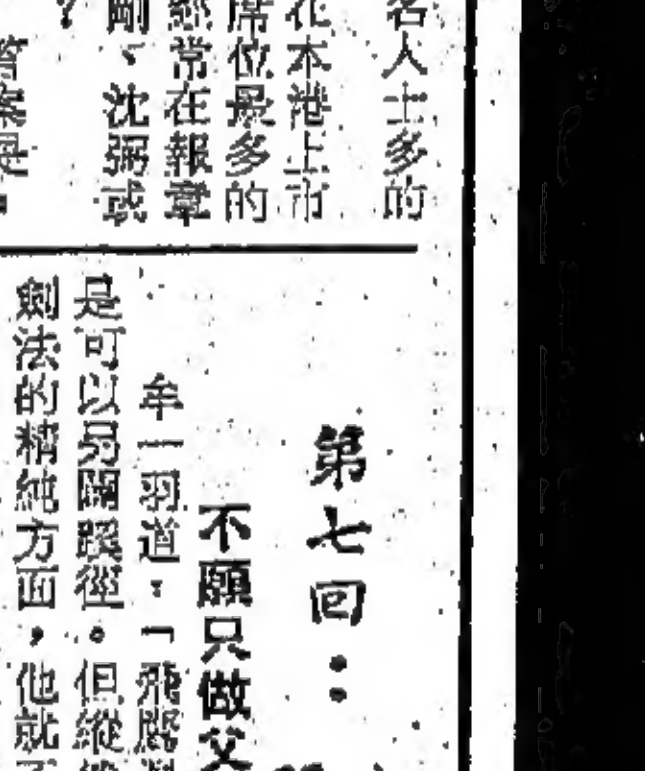 名人士多的
在本港上市
席位最多的
經常在報章
剛、沈弼或
？
答案是
第七回：
不願只做父
牟一羽道：「飛
是可以另闢蹊徑。但縱
劍法的精純方面，他就